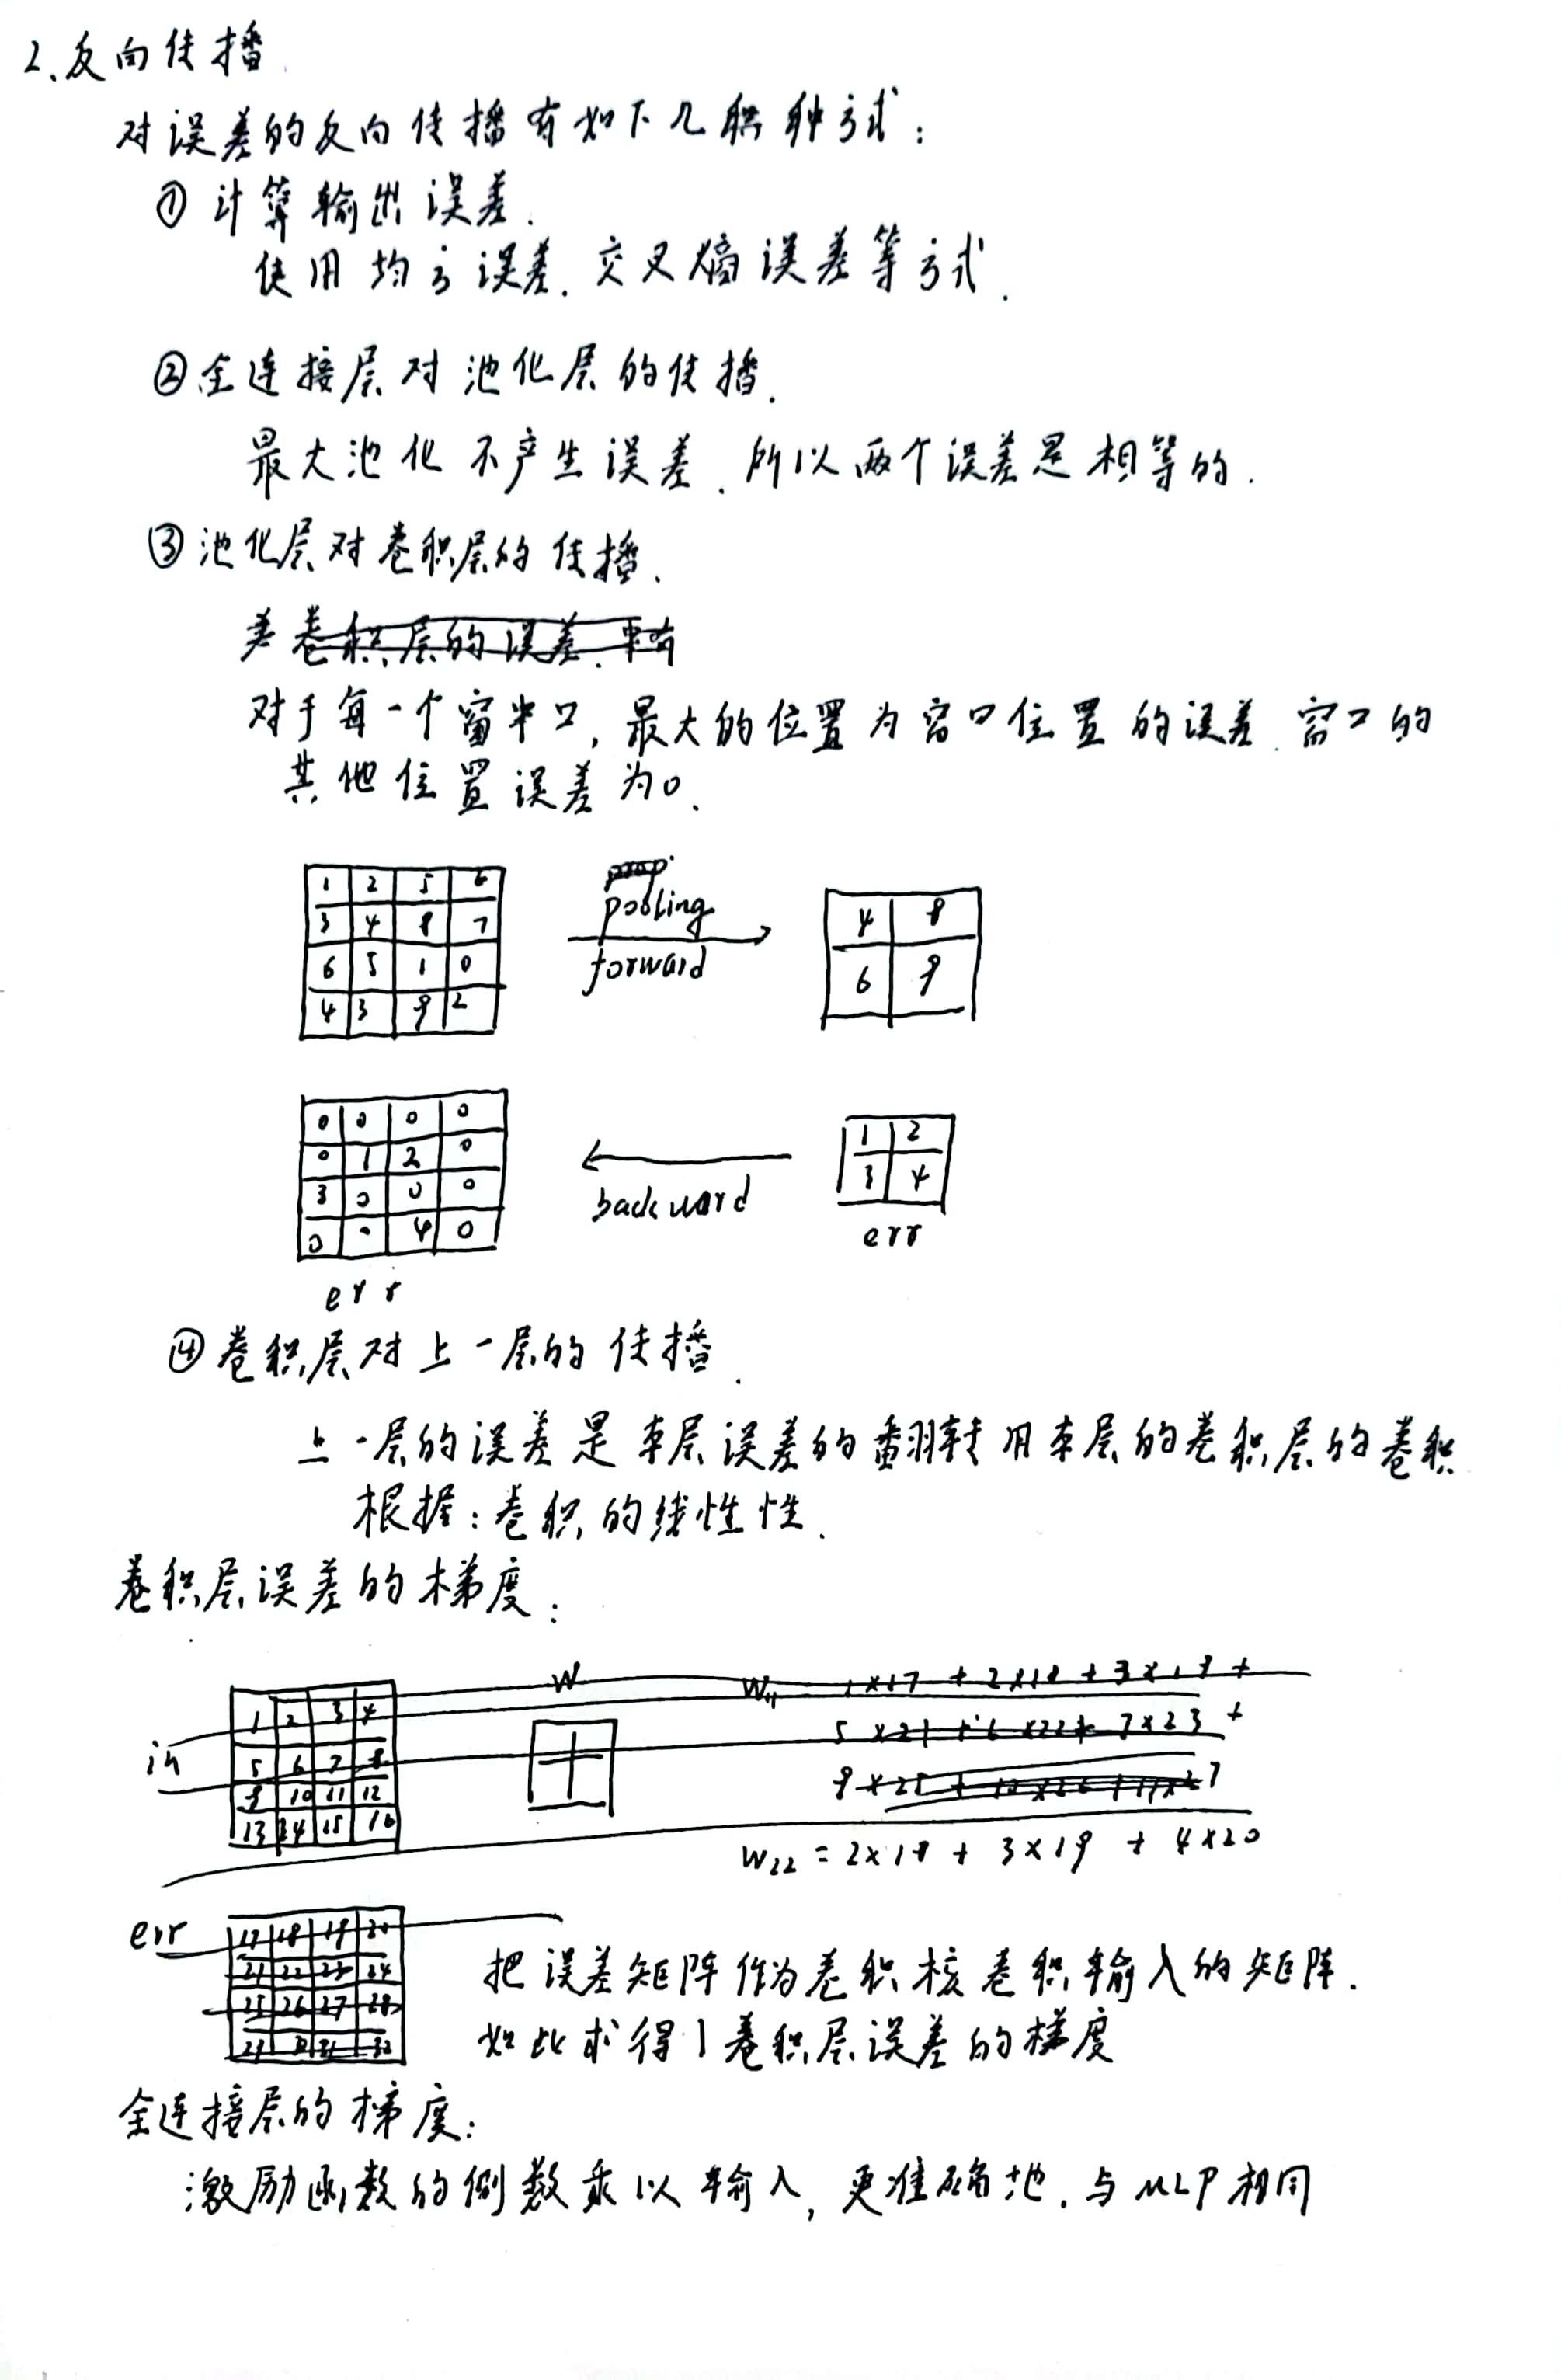 2. 反向传播
对误差的反向传播有如下几种方式:
① 计算输出误差.
使用均方误差. 交叉熵误差等方式.
② 全连接层对池化层的传播.
最大池化不产生误差. 所以两个误差是相等的.
③ 池化层对卷积层的传播.
卷积层的误差.
对于每一个窗口, 最大的位置为窗口位置的误差. 窗口的
其他位置误差为0.
1 2 5 6
3 4 8 7
6 5 1 0
4 3 9 2
pooling
forward
4 8
6 9
0 0 0 0
0 1 2 0
3 0 0 0
0 0 4 0
err
backward
1 2
3 4
err
④ 卷积层对上一层的传播.
上一层的误差是本层误差的翻转用本层的卷积层的卷积
根据: 卷积的线性性.
卷积层误差的梯度:
in
1 2 3 4
5 6 7 8
9 10 11 12
13 14 15 16
W
W11 1×17 + 2×18 + 3×19 +
5×21 + 6×22 + 7×23 +
9×25 + 10×26 + 11×27
W22 = 2×18 + 3×19 + 4×20
err
17 18 19 20
21 22 23 24
25 26 27 28
29 30 31 32
把误差矩阵作为卷积核卷积输入的矩阵.
如此求得了卷积层误差的梯度
全连接层的梯度:
激励函数的倒数乘以输入, 更准确地. 与MLP相同